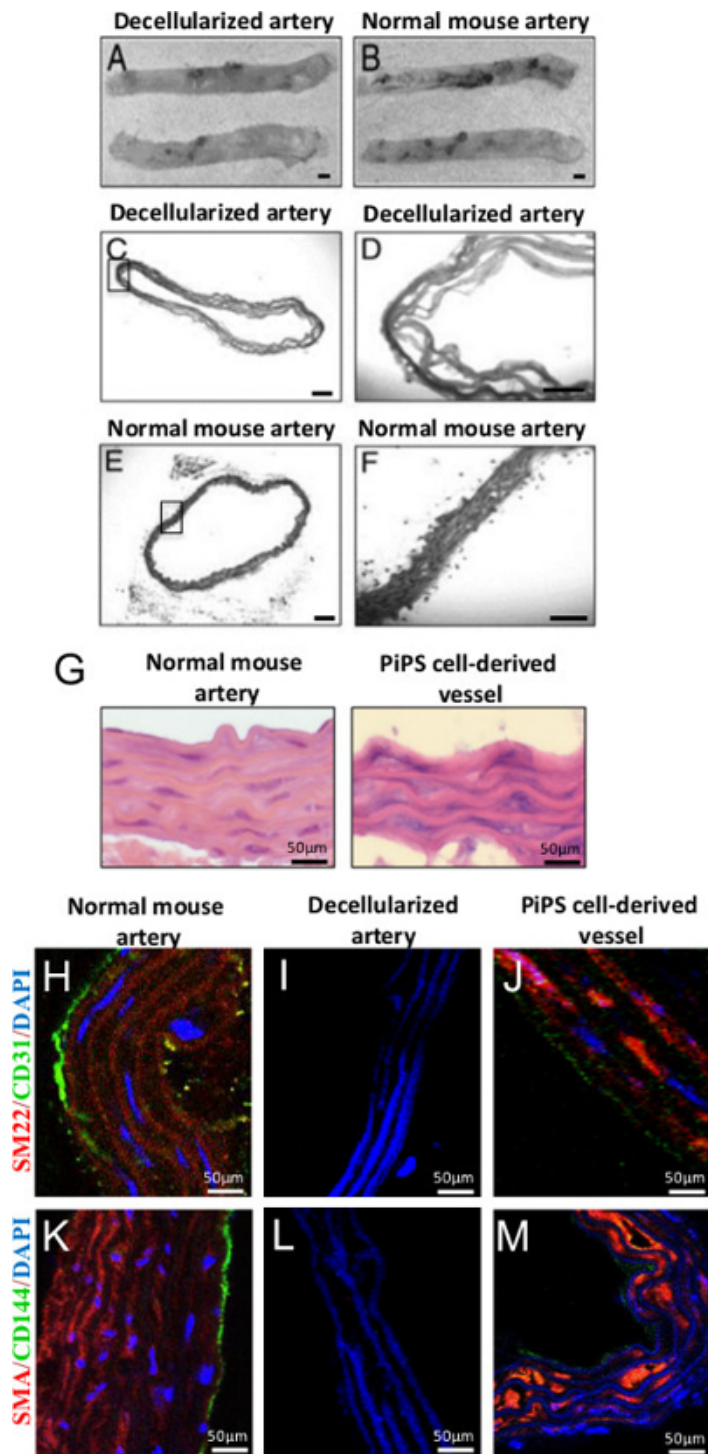 Decellularized artery Normal mouse artery
A B
Decellularized artery Decellularized artery
C D
Normal mouse artery Normal mouse artery
E F
G Normal mouse PiPS cell-derived
artery vessel
50μm 50μm
Normal mouse Decellularized PiPS cell-derived
artery artery vessel
SM22/CD31/DAPI
H I J
50μm 50μm 50μm
SMA/CD144/DAPI
K L M
50μm 50μm 50μm